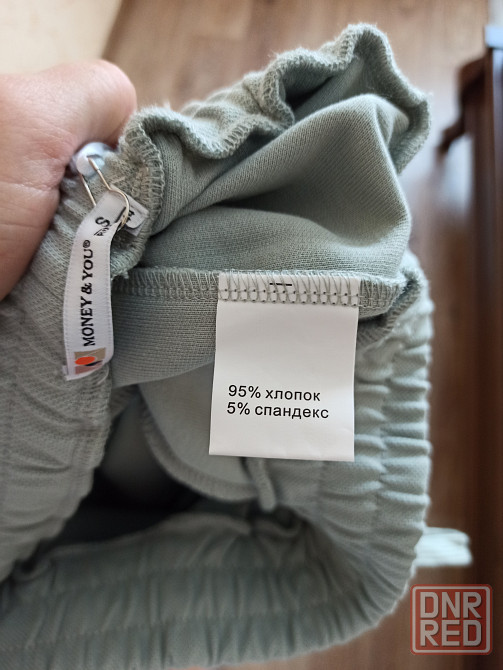 MONEY & YOU®
S
95% хлопок
5% спандекс
DNR
RED